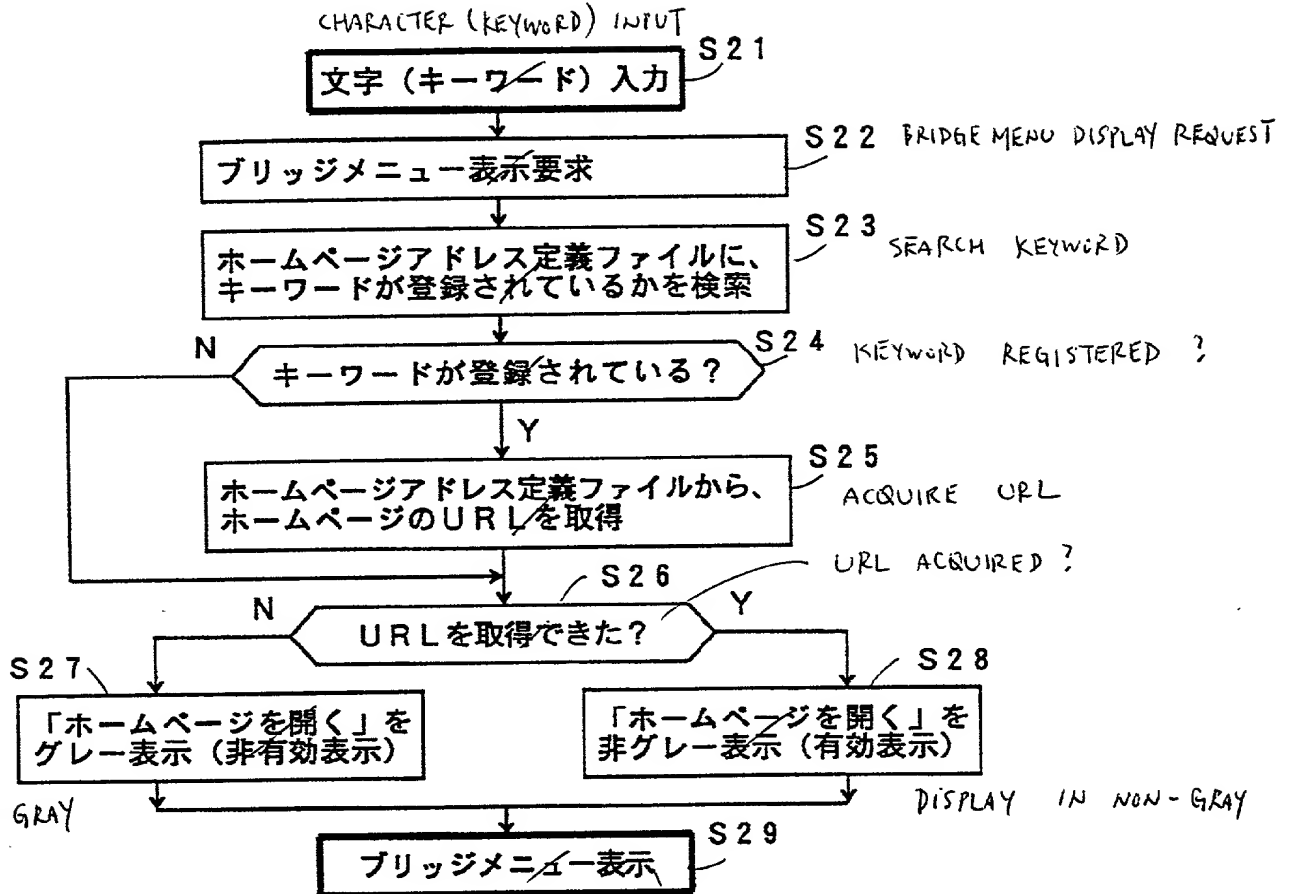 CHARACTER (KEYWORD) INPUT
S21
文字（キーワード）入力
S22 BRIDGE MENU DISPLAY REQUEST
ブリッジメニュー表示要求
S23 SEARCH KEYWORD
ホームページアドレス定義ファイルに、
キーワードが登録されているかを検索
N
S24 KEYWORD REGISTERED ?
キーワードが登録されている？
Y
S25
ホームページアドレス定義ファイルから、
ホームページのURLを取得
ACQUIRE URL
URL ACQUIRED ?
S26
N
Y
URLを取得できた？
S27
S28
「ホームページを開く」を
グレー表示（非有効表示）
「ホームページを開く」を
非グレー表示（有効表示）
GRAY
DISPLAY IN NON-GRAY
S29
ブリッジメニュー表示